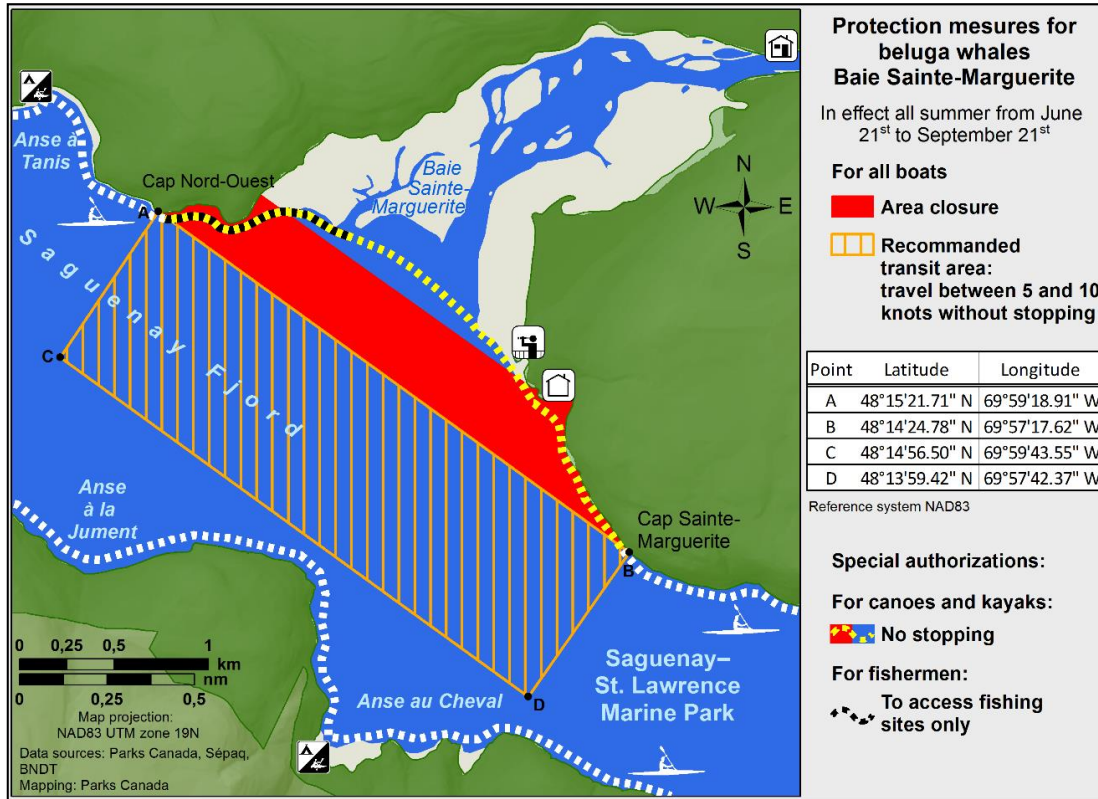 Anse à
Tanis
Cap Nord-Ouest
A
Baie
Sainte-
Marguerite
N
W E
S
Saguenay Fjord
C
Anse
à la
Jument
Cap Sainte-
Marguerite
B
Saguenay–
St. Lawrence
Marine Park
Anse au Cheval
D
0 0,25 0,5 1
km
nm
0 0,25 0,5
Map projection:
NAD83 UTM zone 19N
Data sources: Parks Canada, Sépaq,
BNDT
Mapping: Parks Canada
Protection mesures for
beluga whales
Baie Sainte-Marguerite
In effect all summer from June
21st to September 21st
For all boats
Area closure
Recommanded
transit area:
travel between 5 and 10
knots without stopping
Point Latitude Longitude
A 48°15'21.71" N 69°59'18.91" W
B 48°14'24.78" N 69°57'17.62" W
C 48°14'56.50" N 69°59'43.55" W
D 48°13'59.42" N 69°57'42.37" W
Reference system NAD83
Special authorizations:
For canoes and kayaks:
No stopping
For fishermen:
To access fishing
sites only